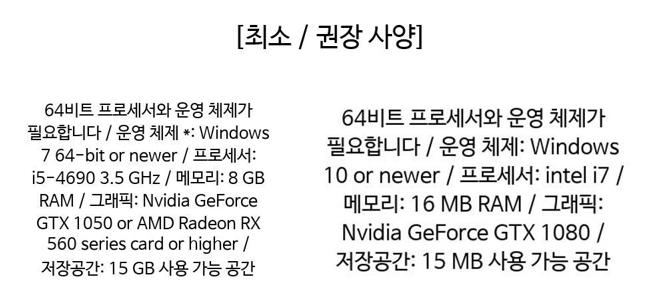 [최소 / 권장 사양]
64비트 프로세서와 운영 체제가
필요합니다 / 운영 체제 *: Windows
7 64-bit or newer / 프로세서:
i5-4690 3.5 GHz / 메모리: 8 GB
RAM / 그래픽: Nvidia GeForce
GTX 1050 or AMD Radeon RX
560 series card or higher /
저장공간: 15 GB 사용 가능 공간
64비트 프로세서와 운영 체제가
필요합니다 / 운영 체제: Windows
10 or newer / 프로세서: intel i7 /
메모리: 16 MB RAM / 그래픽:
Nvidia GeForce GTX 1080 /
저장공간: 15 MB 사용 가능 공간